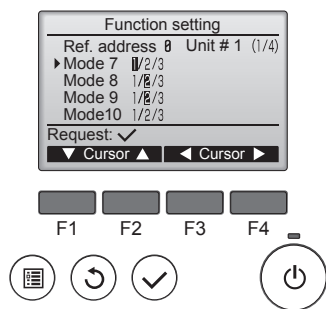 Function setting
Ref. address 0 Unit # 1 (1/4)
Mode 7 1/2/3
Mode 8 1/2/3
Mode 9 1/2/3
Mode10 1/2/3
Request: ✓
▼ Cursor ▲ ◀ Cursor ▶
F1 F2 F3 F4